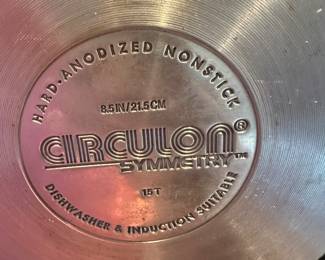 HARD-ANODIZED NONSTICK
8.5IN/21.5CM
CIRCULON®
SYMMETRY™
15T
DISHWASHER & INDUCTION SUITABLE